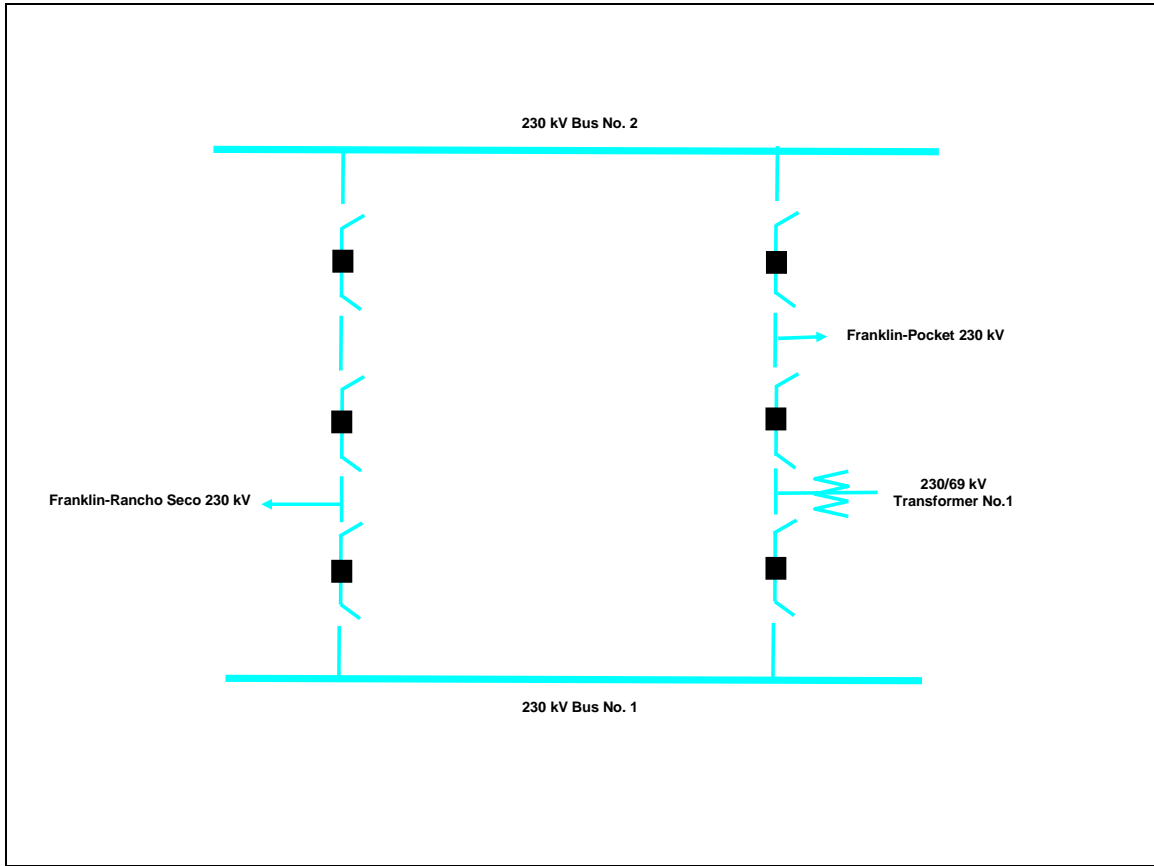 230 kV Bus No. 2
Franklin-Pocket 230 kV
230/69 kV
Transformer No.1
Franklin-Rancho Seco 230 kV
230 kV Bus No. 1